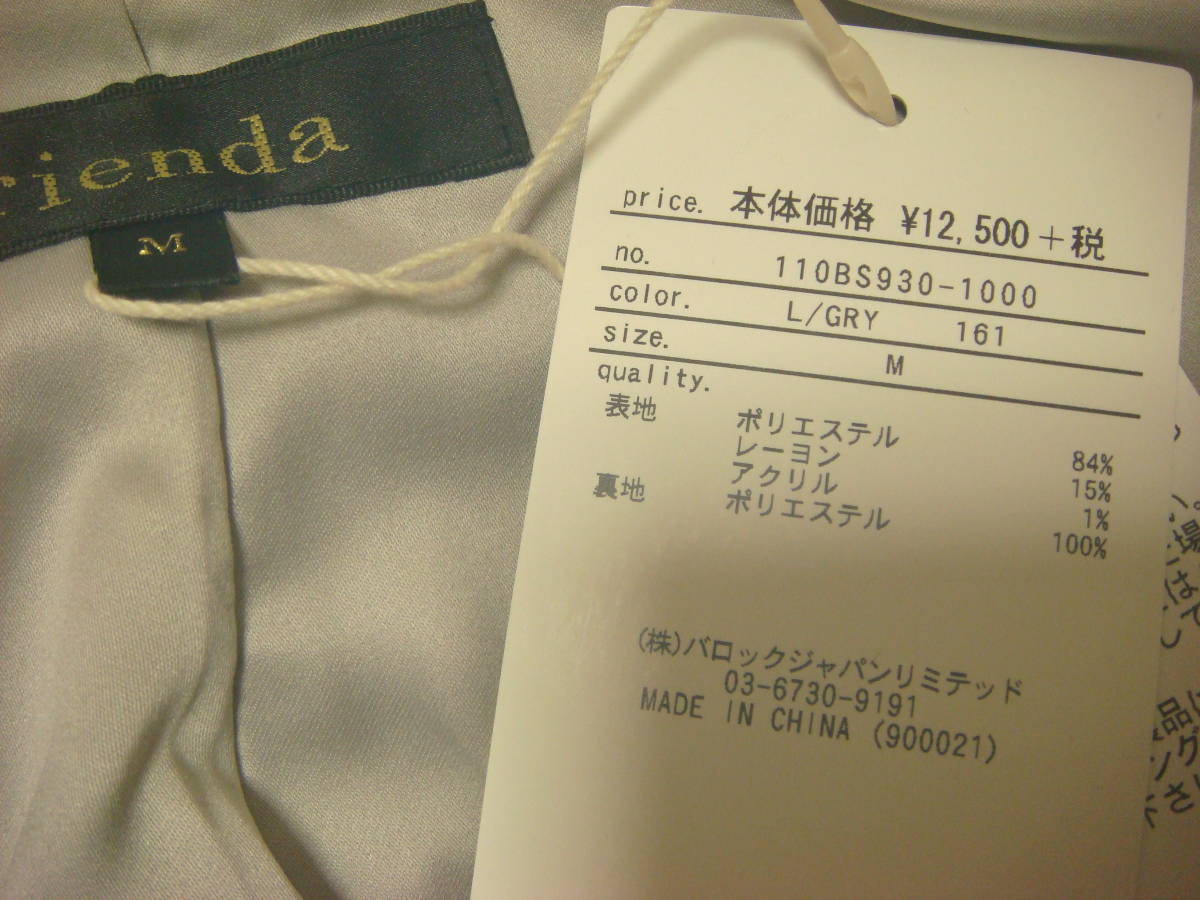 rienda
M
price. 本体価格 ¥12,500+税
no. 110BS930-1000
color. L/GRY 161
size. M
quality.
表地 ポリエステル 84%
レーヨン 15%
アクリル 1%
裏地 ポリエステル 100%
(株)バロックジャパンリミテッド
03-6730-9191
MADE IN CHINA (900021)